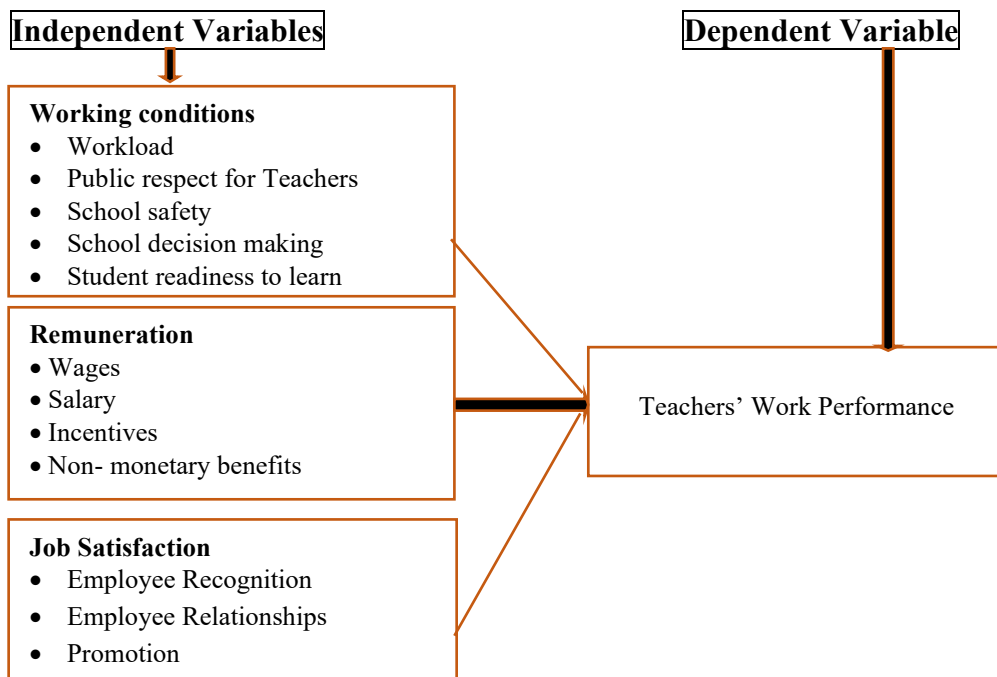 Independent Variables
Dependent Variable
Working conditions
• Workload
• Public respect for Teachers
• School safety
• School decision making
• Student readiness to learn
Remuneration
• Wages
• Salary
• Incentives
• Non- monetary benefits
Teachers’ Work Performance
Job Satisfaction
• Employee Recognition
• Employee Relationships
• Promotion